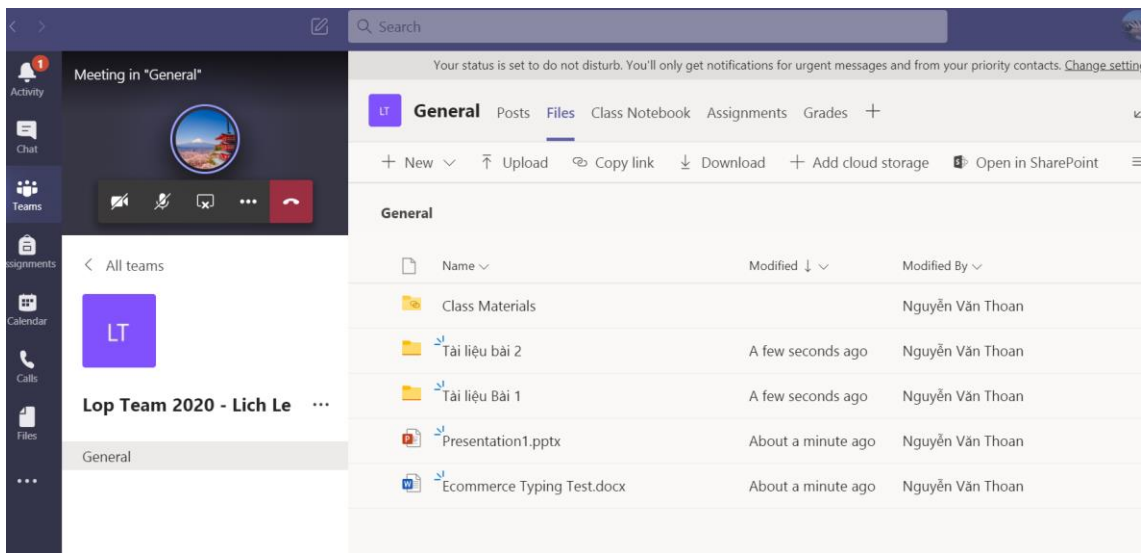 Search
1
Activity
Chat
Teams
ssignments
Calendar
Calls
Files
Meeting in "General"
All teams
LT
Lop Team 2020 - Lich Le
General
Your status is set to do not disturb. You'll only get notifications for urgent messages and from your priority contacts. Change setting
LT General Posts Files Class Notebook Assignments Grades
New Upload Copy link Download Add cloud storage Open in SharePoint
General
Name Modified Modified By
Class Materials Nguyễn Văn Thoan
Tài liệu bài 2 A few seconds ago Nguyễn Văn Thoan
Tài liệu Bài 1 A few seconds ago Nguyễn Văn Thoan
Presentation1.pptx About a minute ago Nguyễn Văn Thoan
Ecommerce Typing Test.docx About a minute ago Nguyễn Văn Thoan